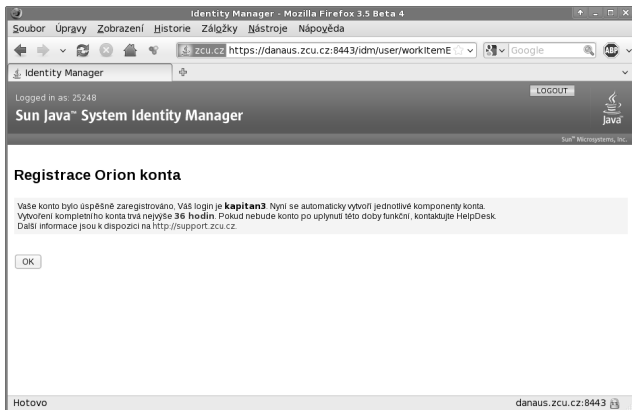 Identity Manager - Mozilla Firefox 3.5 Beta 4
Soubor Úpravy Zobrazení Historie Záložky Nástroje Nápověda
zcu.cz https://danaus.zcu.cz:8443/idm/user/workItemE Google ABP
Identity Manager
LOGOUT
Logged in as: 25248
Sun Java™ System Identity Manager
Java
Sun™ Microsystems, Inc.
Registrace Orion konta
Vaše konto bylo úspěšně zaregistrováno, Váš login je kapitan3. Nyní se automaticky vytvoří jednotlivé komponenty konta.
Vytvoření kompletního konta trvá nejvýše 36 hodin. Pokud nebude konto po uplynutí této doby funkční, kontaktujte HelpDesk.
Další informace jsou k dispozici na http://support.zcu.cz.
OK
Hotovo danaus.zcu.cz:8443